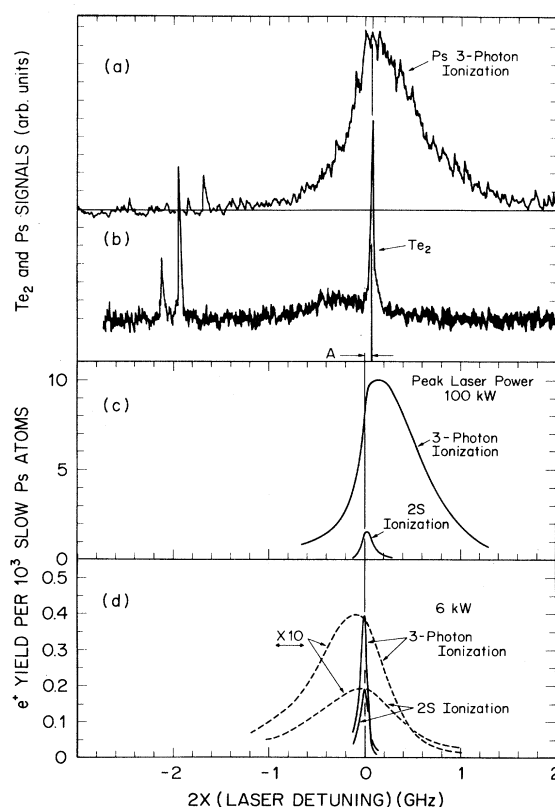 Te2 and Ps SIGNALS (arb. units)
(a)
Ps 3-Photon
Ionization
(b)
Te2
A
e+ YIELD PER 10^3 SLOW Ps ATOMS
10
5
0
(c)
Peak Laser Power
100 kW
3-Photon
Ionization
2S
Ionization
0.5
0.4
0.3
0.2
0.1
0
(d)
6 kW
X10
3-Photon
Ionization
2S Ionization
-2 -1 0 1 2
2X (LASER DETUNING) (GHz)